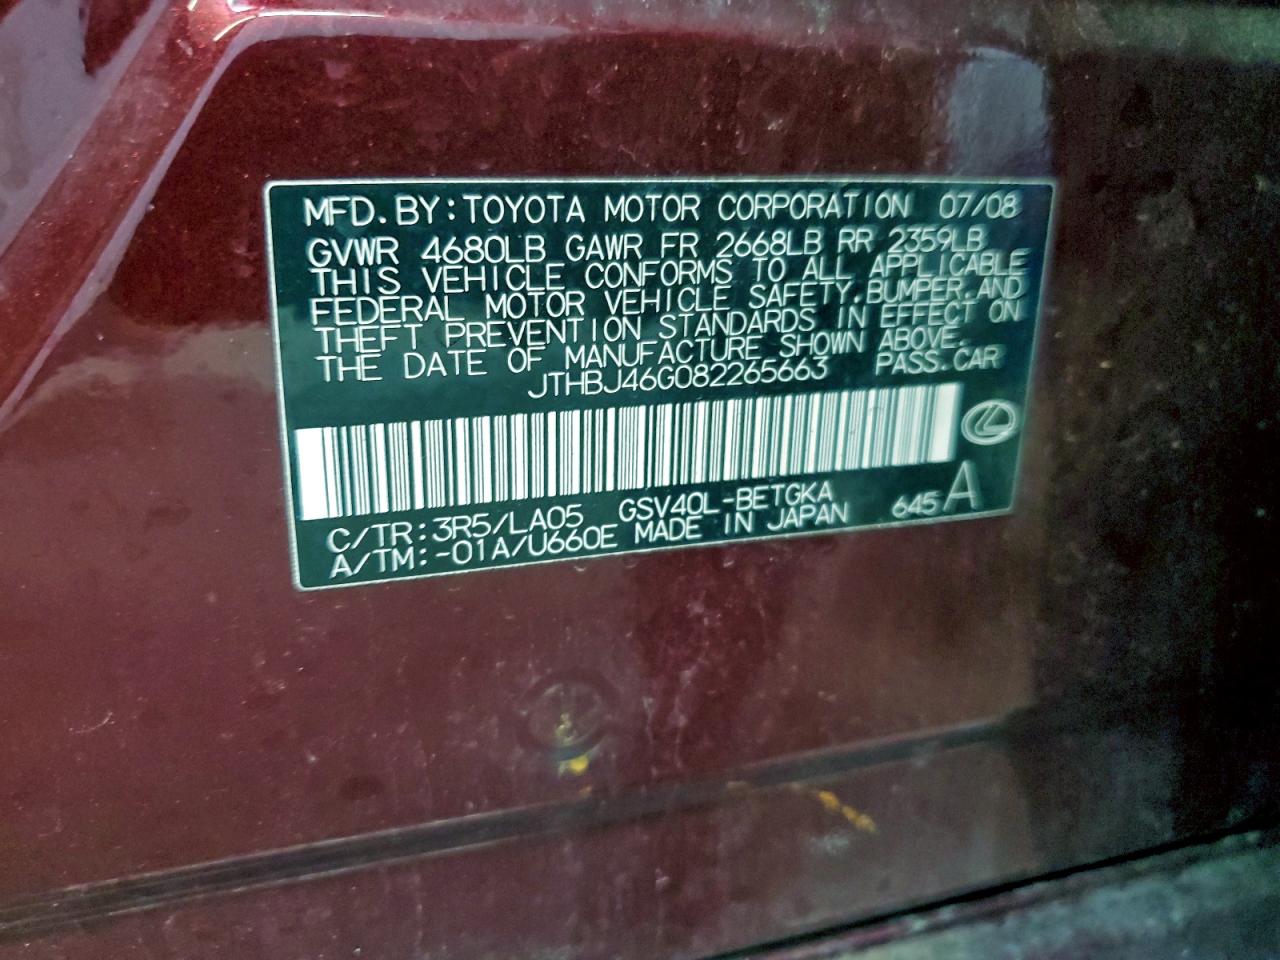 MFD. BY: TOYOTA MOTOR CORPORATION 07/08
GVWR 4680LB GAWR FR 2668LB RR 2359LB
THIS VEHICLE CONFORMS TO ALL APPLICABLE
FEDERAL MOTOR VEHICLE SAFETY, BUMPER, AND
THEFT PREVENTION STANDARDS IN EFFECT ON
THE DATE OF MANUFACTURE SHOWN ABOVE.
JTHBJ46G082265663 PASS. CAR
C/TR: 3R5/LA05 GSV40L-BETGKA 645 A
A/TM: -01A/U660E MADE IN JAPAN